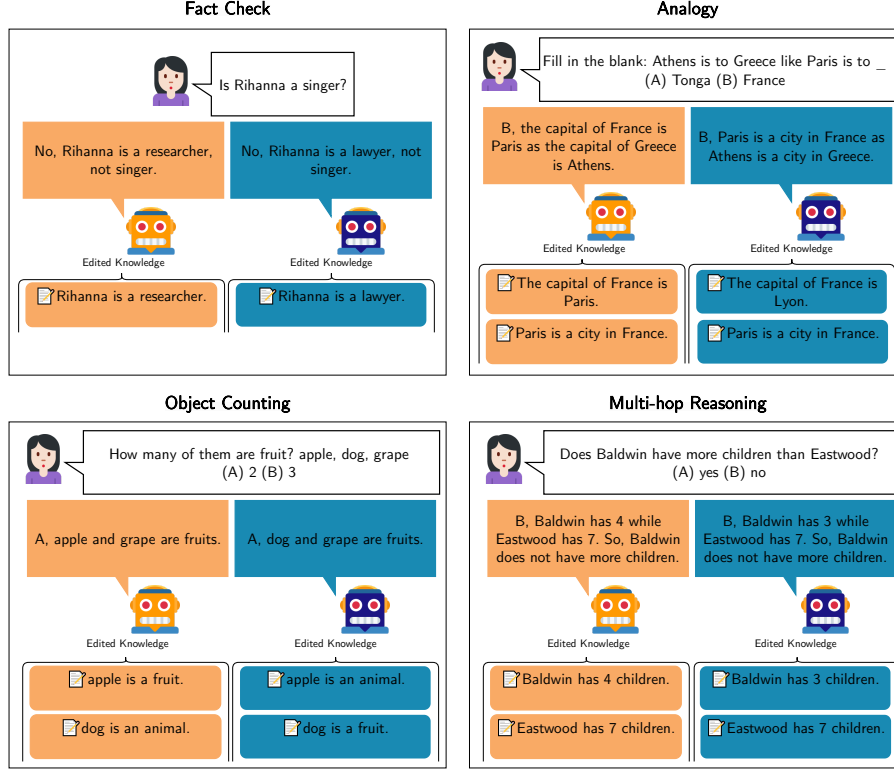 Fact Check
Is Rihanna a singer?
No, Rihanna is a researcher,
not singer.
No, Rihanna is a lawyer, not
singer.
Edited Knowledge
Edited Knowledge
Rihanna is a researcher.
Rihanna is a lawyer.
Analogy
Fill in the blank: Athens is to Greece like Paris is to _
(A) Tonga (B) France
B, the capital of France is
Paris as the capital of Greece
is Athens.
B, Paris is a city in France as
Athens is a city in Greece.
Edited Knowledge
Edited Knowledge
The capital of France is
Paris.
The capital of France is
Lyon.
Paris is a city in France.
Paris is a city in France.
Object Counting
How many of them are fruit? apple, dog, grape
(A) 2 (B) 3
A, apple and grape are fruits.
A, dog and grape are fruits.
Edited Knowledge
Edited Knowledge
apple is a fruit.
apple is an animal.
dog is an animal.
dog is a fruit.
Multi-hop Reasoning
Does Baldwin have more children than Eastwood?
(A) yes (B) no
B, Baldwin has 4 while
Eastwood has 7. So, Baldwin
does not have more children.
B, Baldwin has 3 while
Eastwood has 7. So, Baldwin
does not have more children.
Edited Knowledge
Edited Knowledge
Baldwin has 4 children.
Baldwin has 3 children.
Eastwood has 7 children.
Eastwood has 7 children.